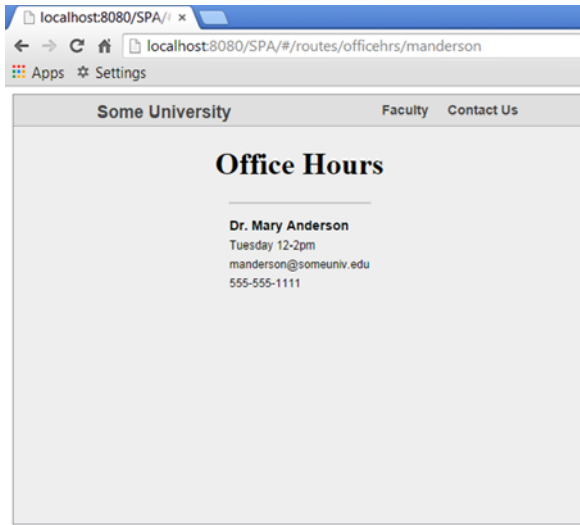 localhost:8080/SPA/
localhost:8080/SPA/#/routes/officehrs/manderson
Apps Settings
Some University Faculty Contact Us
Office Hours
Dr. Mary Anderson
Tuesday 12-2pm
manderson@someuniv.edu
555-555-1111